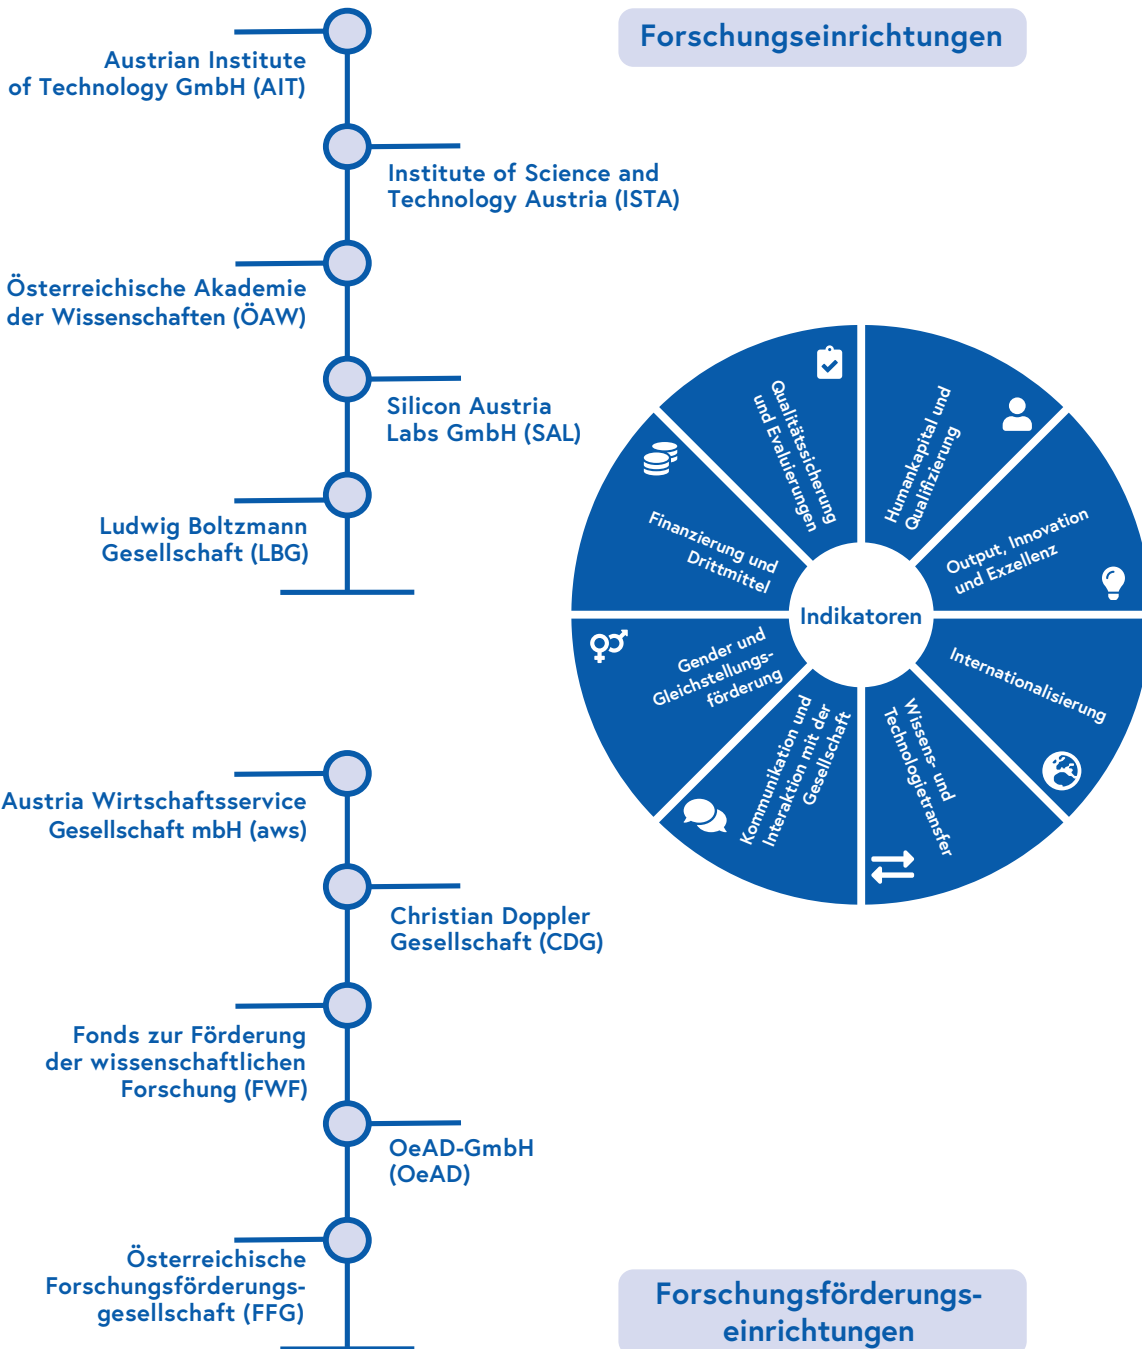 Forschungseinrichtungen
Austrian Institute
of Technology GmbH (AIT)
Institute of Science and
Technology Austria (ISTA)
Österreichische Akademie
der Wissenschaften (ÖAW)
Silicon Austria
Labs GmbH (SAL)
Ludwig Boltzmann
Gesellschaft (LBG)
Qualitätssicherung
und Evaluierungen
Humankapital und
Qualifizierung
Finanzierung und
Drittmittel
Output, Innovation
und Exzellenz
Indikatoren
Gender und
Gleichstellungs-
förderung
Internationalisierung
Kommunikation und
Interaktion mit der
Gesellschaft
Wissens- und
Technologietransfer
Austria Wirtschaftsservice
Gesellschaft mbH (aws)
Christian Doppler
Gesellschaft (CDG)
Fonds zur Förderung
der wissenschaftlichen
Forschung (FWF)
OeAD-GmbH
(OeAD)
Österreichische
Forschungsförderungs-
gesellschaft (FFG)
Forschungsförderungs-
einrichtungen